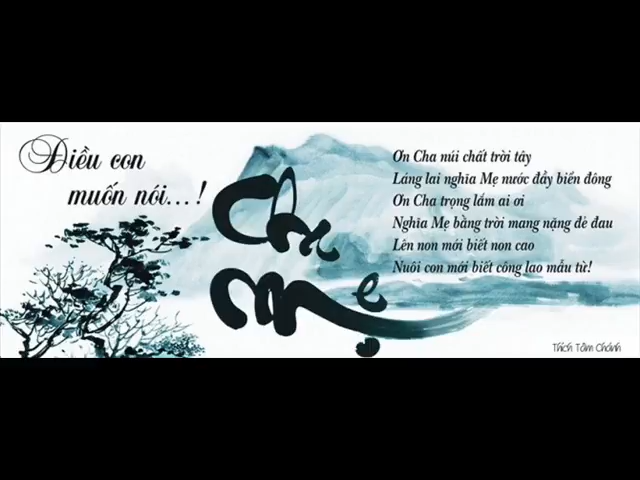 Điều con
muốn nói...!
Cha
Mẹ
Ơn Cha núi chất trời tây
Láng lai nghĩa Mẹ nước đầy biển đông
Ơn Cha trọng lắm ai ơi
Nghĩa Mẹ bằng trời mang nặng đẻ đau
Lên non mới biết non cao
Nuôi con mới biết công lao mẫu từ!
Thích Tâm Chánh